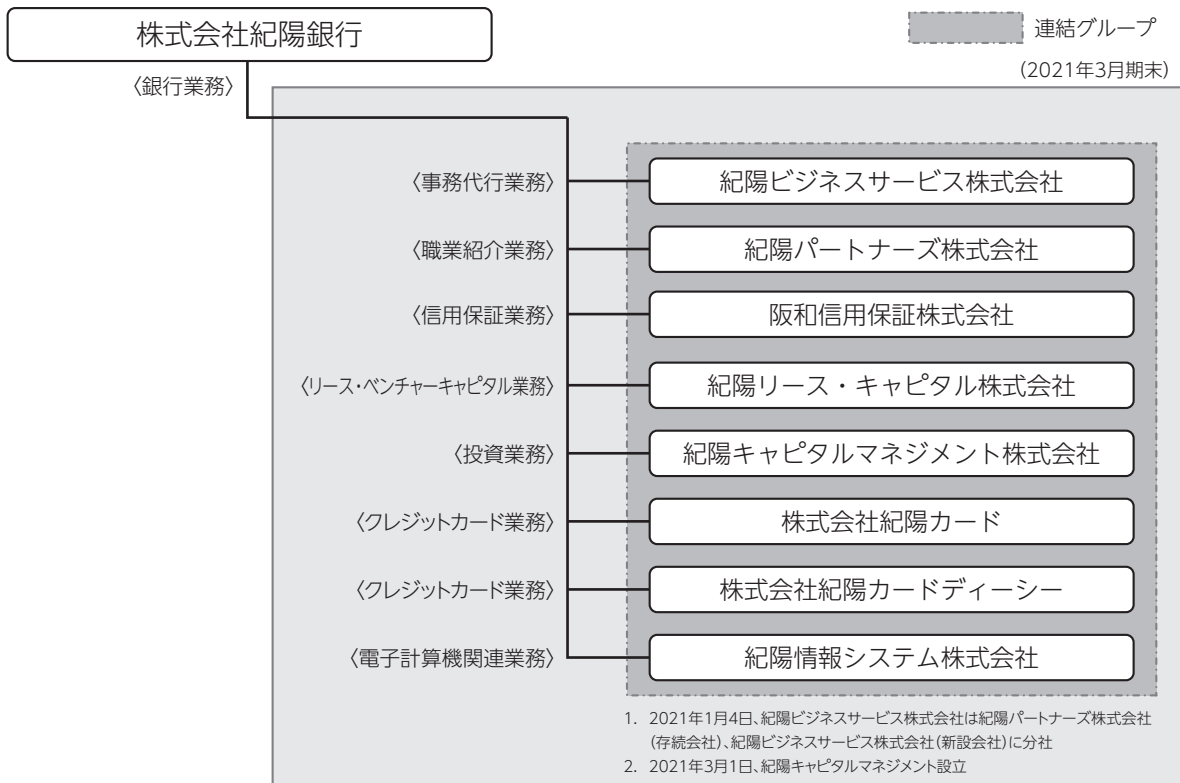 株式会社紀陽銀行
連結グループ
(2021年3月期末)
〈銀行業務〉
〈事務代行業務〉 紀陽ビジネスサービス株式会社
〈職業紹介業務〉 紀陽パートナーズ株式会社
〈信用保証業務〉 阪和信用保証株式会社
〈リース・ベンチャーキャピタル業務〉 紀陽リース・キャピタル株式会社
〈投資業務〉 紀陽キャピタルマネジメント株式会社
〈クレジットカード業務〉 株式会社紀陽カード
〈クレジットカード業務〉 株式会社紀陽カードディーシー
〈電子計算機関連業務〉 紀陽情報システム株式会社
1. 2021年1月4日、紀陽ビジネスサービス株式会社は紀陽パートナーズ株式会社
(存続会社)、紀陽ビジネスサービス株式会社(新設会社)に分社
2. 2021年3月1日、紀陽キャピタルマネジメント設立